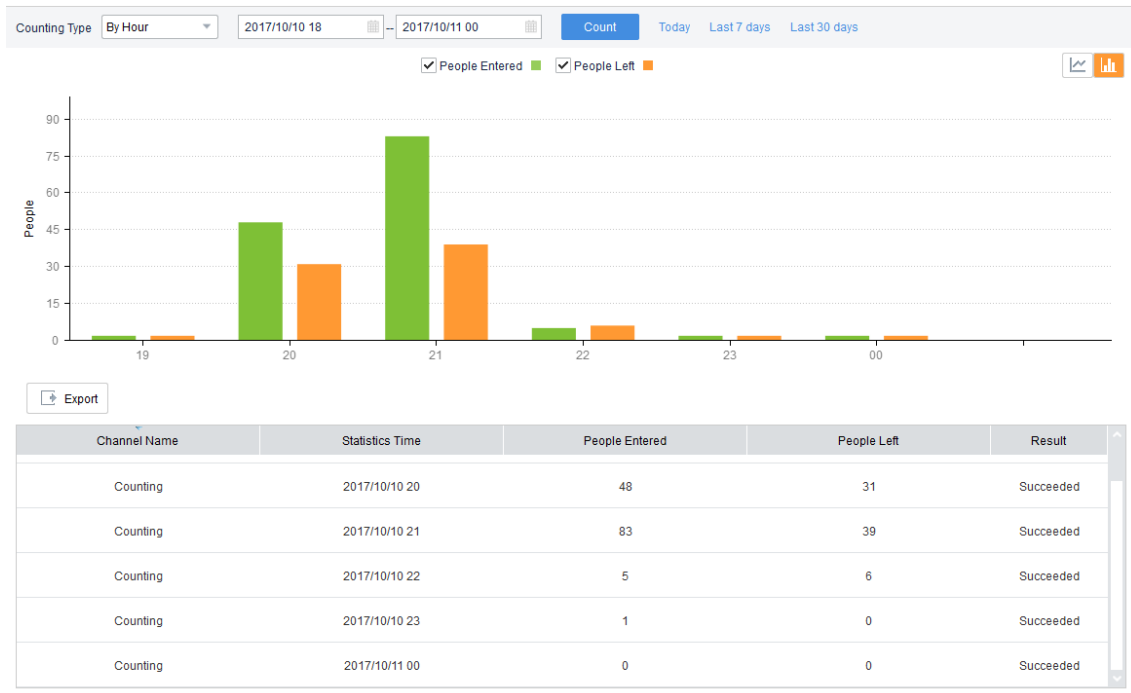 Counting Type By Hour 2017/10/10 18 -- 2017/10/11 00 Count Today Last 7 days Last 30 days
People Entered People Left
90
75
60
45
30
15
0
People
19 20 21 22 23 00
Export
Channel Name Statistics Time People Entered People Left Result
Counting 2017/10/10 20 48 31 Succeeded
Counting 2017/10/10 21 83 39 Succeeded
Counting 2017/10/10 22 5 6 Succeeded
Counting 2017/10/10 23 1 0 Succeeded
Counting 2017/10/11 00 0 0 Succeeded